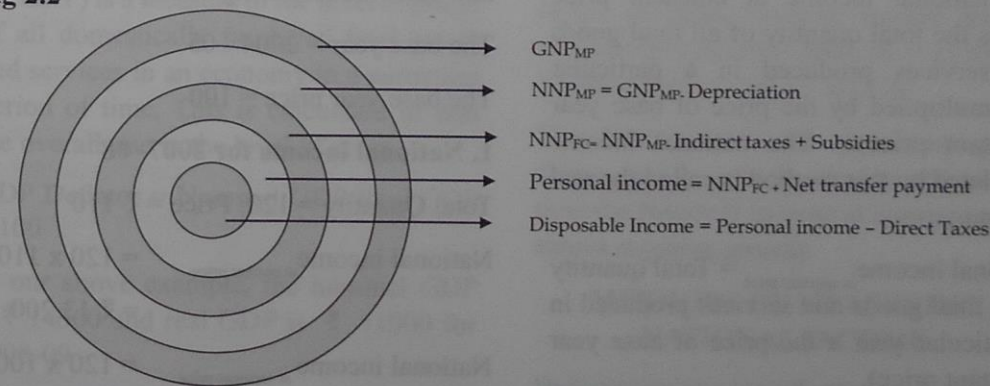 GNPMP
NNPMP = GNPMP- Depreciation
NNPFC= NNPMP- Indirect taxes + Subsidies
Personal income = NNPFC + Net transfer payment
Disposable Income = Personal income – Direct Taxes